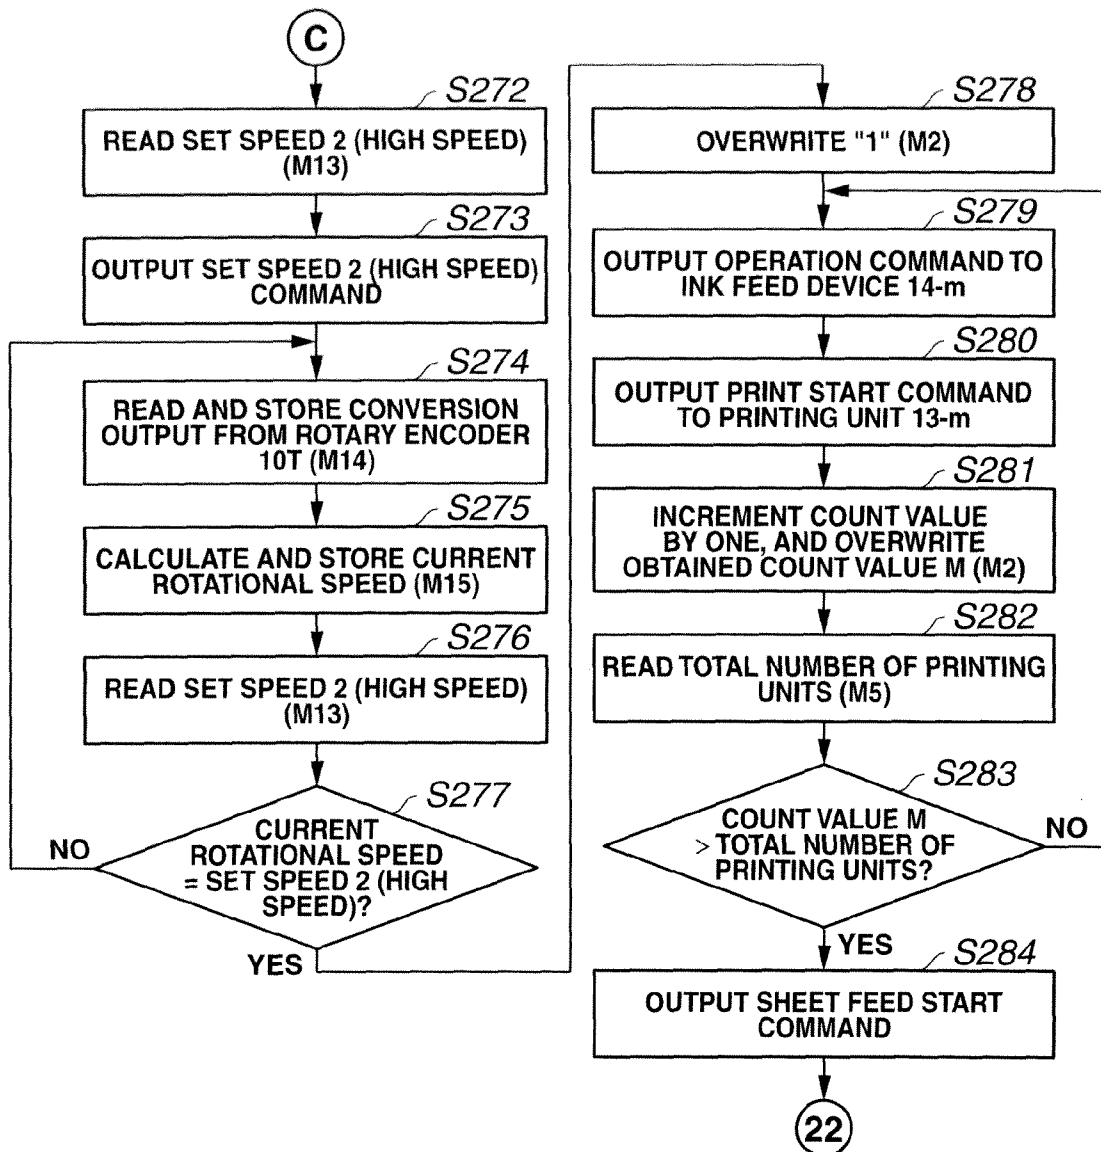 C
S272
READ SET SPEED 2 (HIGH SPEED)
(M13)
S273
OUTPUT SET SPEED 2 (HIGH SPEED)
COMMAND
S274
READ AND STORE CONVERSION
OUTPUT FROM ROTARY ENCODER
10T (M14)
S275
CALCULATE AND STORE CURRENT
ROTATIONAL SPEED (M15)
S276
READ SET SPEED 2 (HIGH SPEED)
(M13)
S277
CURRENT
ROTATIONAL SPEED
= SET SPEED 2 (HIGH
SPEED)?
NO
YES
S278
OVERWRITE "1" (M2)
S279
OUTPUT OPERATION COMMAND TO
INK FEED DEVICE 14-m
S280
OUTPUT PRINT START COMMAND
TO PRINTING UNIT 13-m
S281
INCREMENT COUNT VALUE
BY ONE, AND OVERWRITE
OBTAINED COUNT VALUE M (M2)
S282
READ TOTAL NUMBER OF PRINTING
UNITS (M5)
S283
COUNT VALUE M
> TOTAL NUMBER OF
PRINTING UNITS?
NO
YES
S284
OUTPUT SHEET FEED START
COMMAND
22